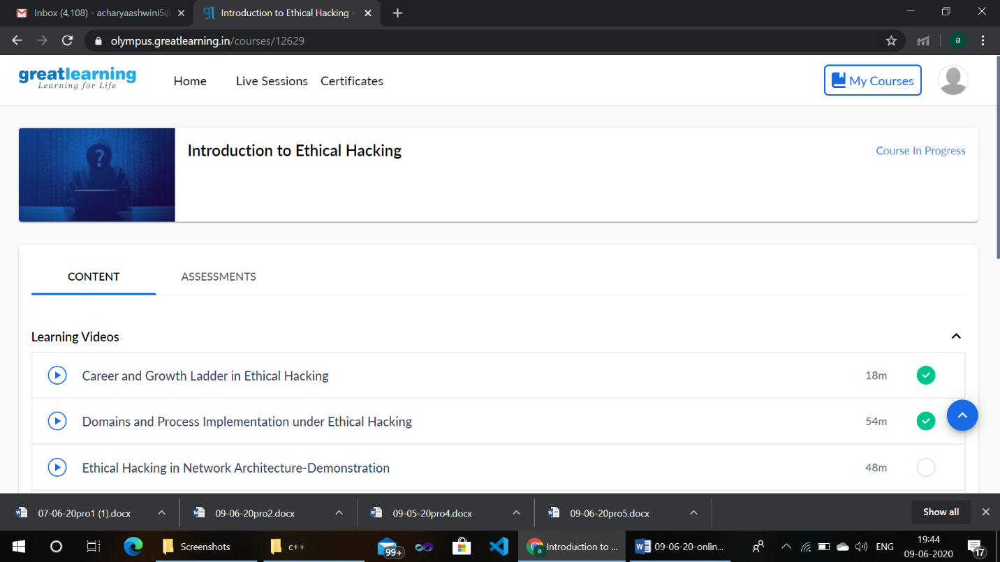 Inbox (4,108) - acharyaashwini5@
Introduction to Ethical Hacking -
olympus.greatlearning.in/courses/12629
a
greatlearning
Learning for Life
Home
Live Sessions
Certificates
My Courses
?
Introduction to Ethical Hacking
Course In Progress
CONTENT
ASSESSMENTS
Learning Videos
Career and Growth Ladder in Ethical Hacking
18m
Domains and Process Implementation under Ethical Hacking
54m
Ethical Hacking in Network Architecture-Demonstration
48m
07-06-20pro1 (1).docx
09-06-20pro2.docx
09-05-20pro4.docx
09-06-20pro5.docx
Show all
Screenshots
c++
99+
a
Introduction to ...
09-06-20-onlin...
ENG
19:44
09-06-2020
17